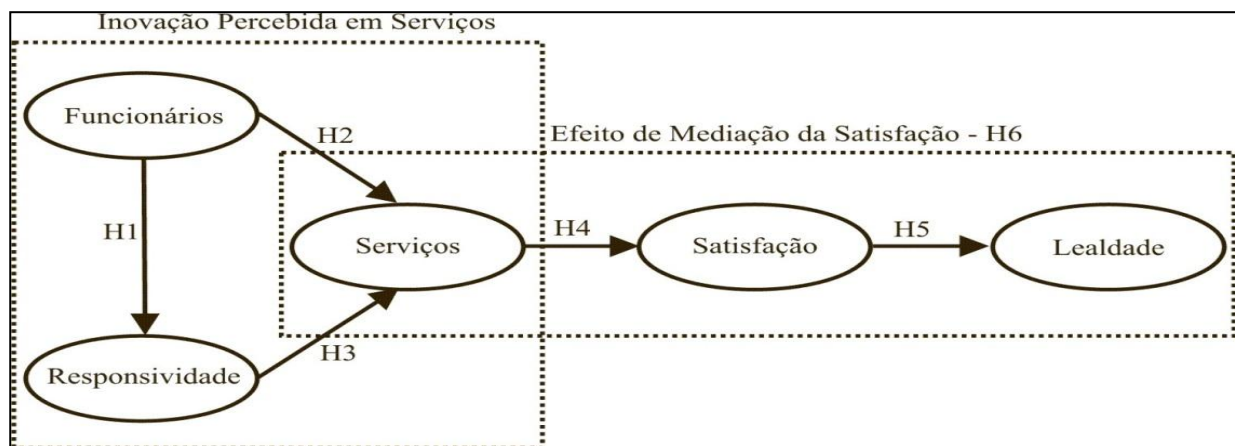 Inovação Percebida em Serviços
Funcionários
H2
Efeito de Mediação da Satisfação - H6
H1
Serviços
H4
Satisfação
H5
Lealdade
H3
Responsividade